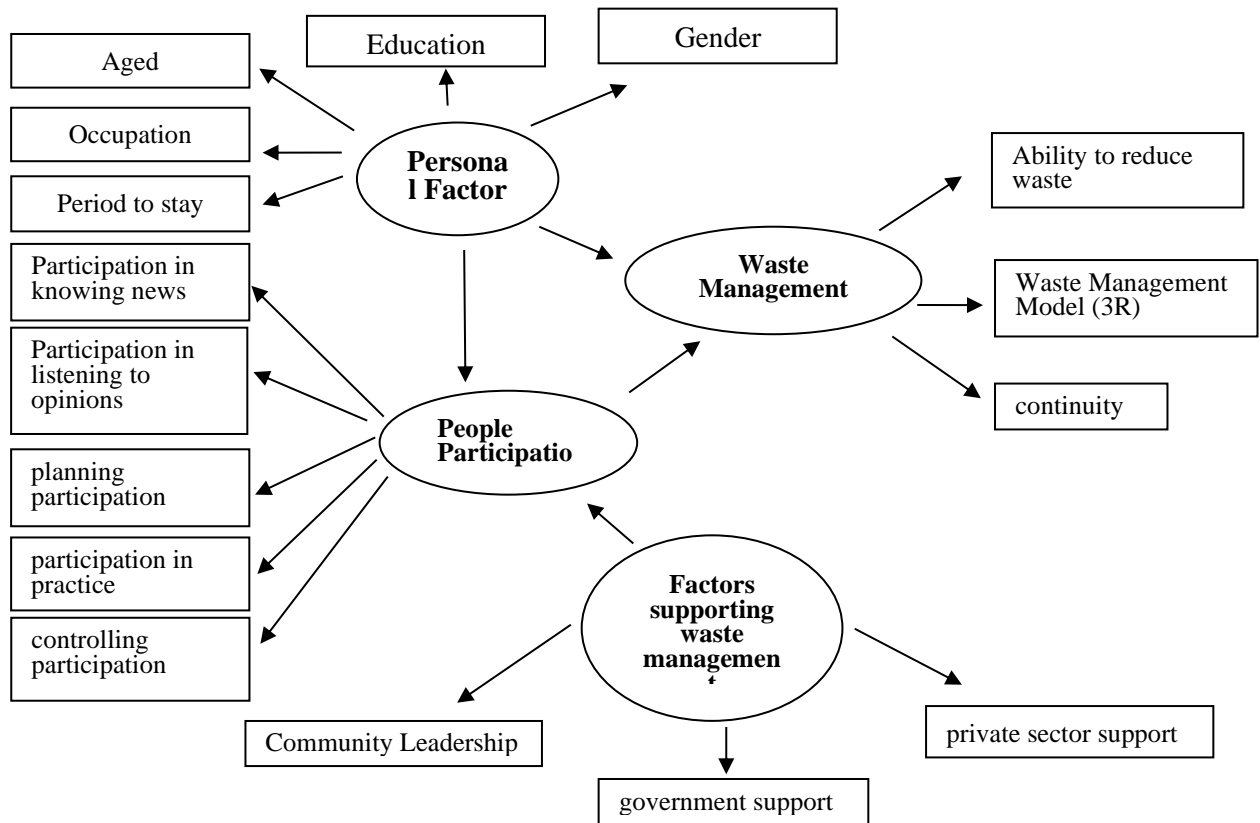 Education
Gender
Aged
Occupation
Period to stay
Persona
l Factor
Ability to reduce
waste
Participation in
knowing news
Waste
Management
Waste Management
Model (3R)
Participation in
listening to
opinions
continuity
People
Participatio
planning
participation
participation in
practice
controlling
participation
Factors
supporting
waste
managemen
t
Community Leadership
private sector support
government support